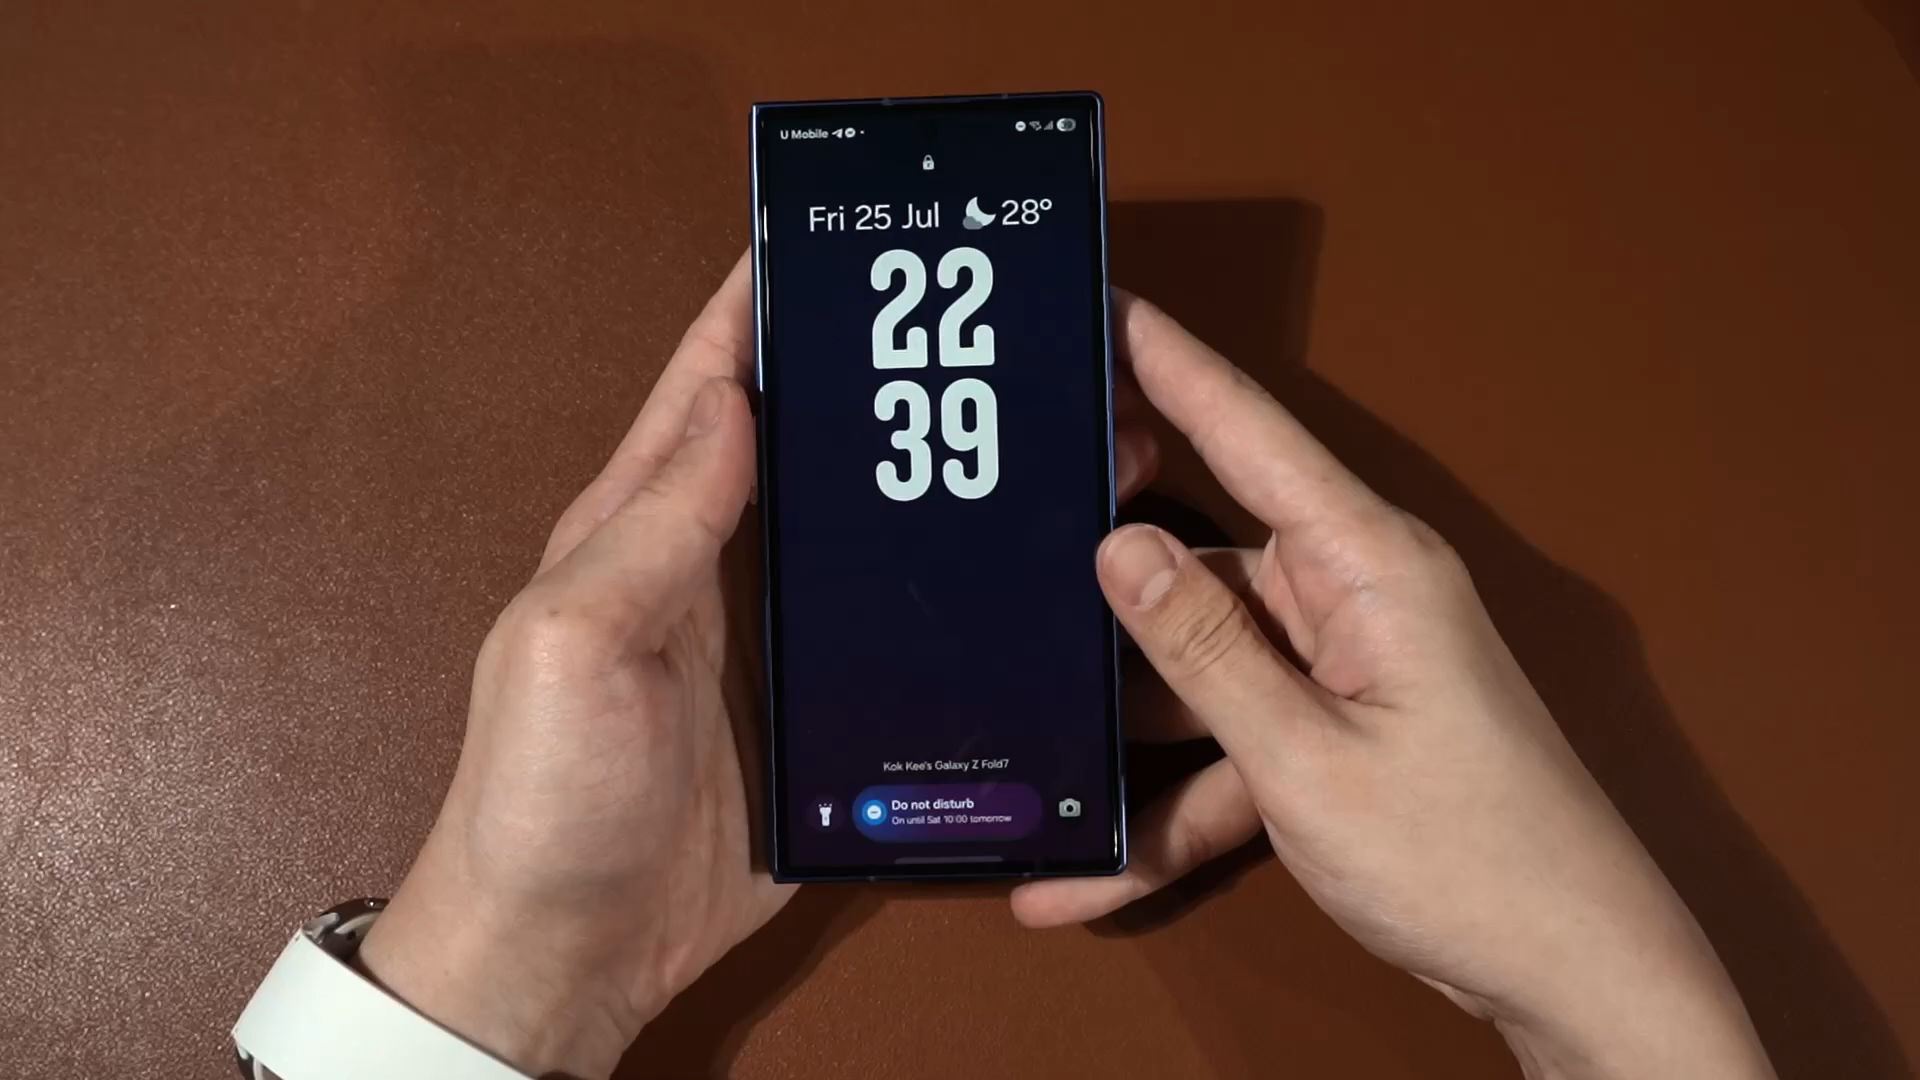 U Mobile
Fri 25 Jul 28°
22
39
Kok Kee's Galaxy Z Fold7
Do not disturb
On until Sat 10:00 tomorrow